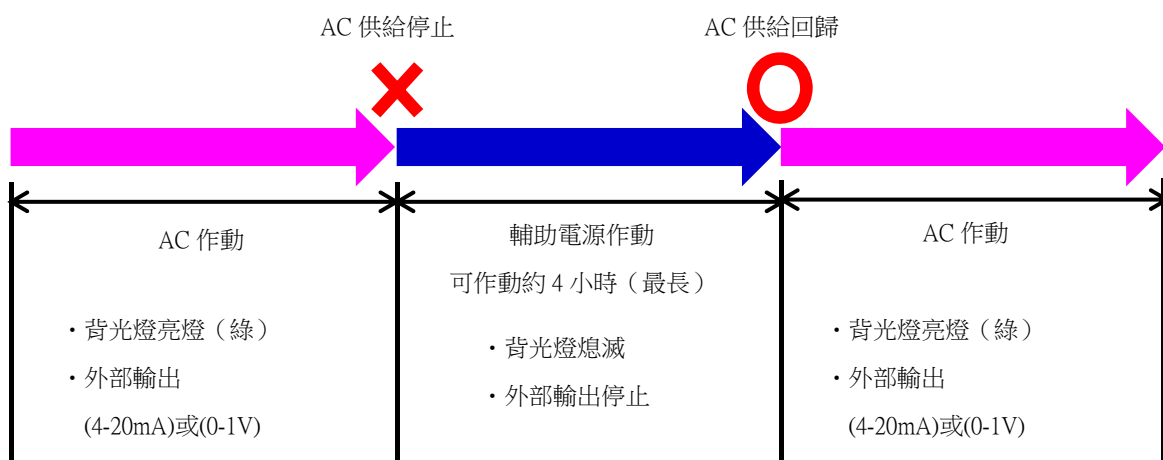 AC 供給停止
AC 供給回歸
AC 作動
・背光燈亮燈（綠）
・外部輸出
(4-20mA)或(0-1V)
輔助電源作動
可作動約 4 小時（最長）
・背光燈熄滅
・外部輸出停止
AC 作動
・背光燈亮燈（綠）
・外部輸出
(4-20mA)或(0-1V)